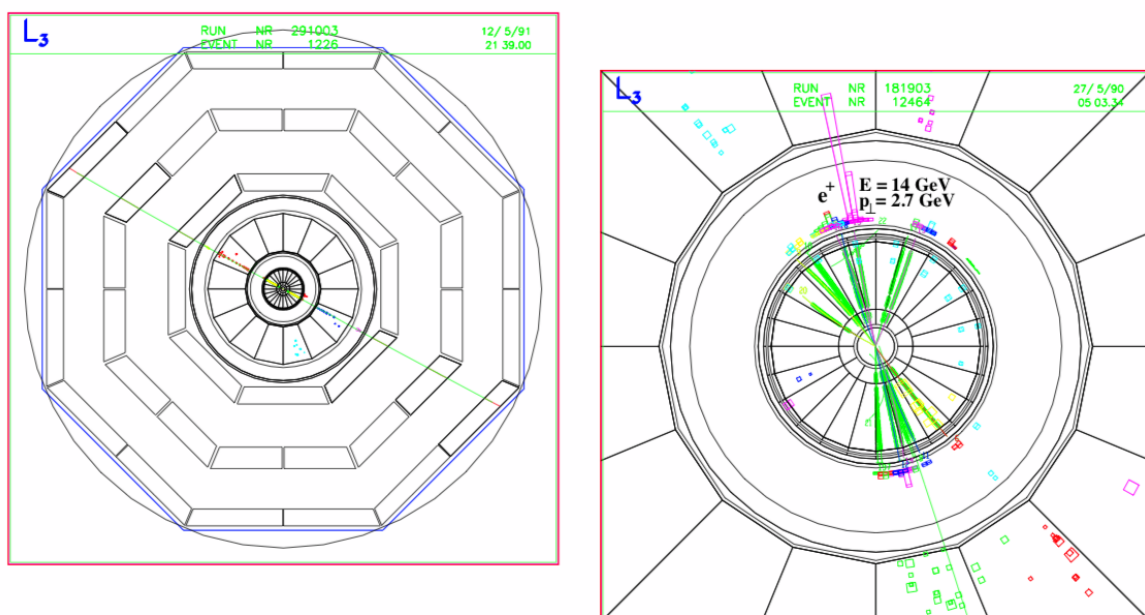 L3
RUN NR 291003
EVENT NR 1226
12/ 5/91
21 39.00
L3
RUN NR 181903
EVENT NR 12464
27/ 5/90
05 03.34
e+
E = 14 GeV
p⊥ = 2.7 GeV